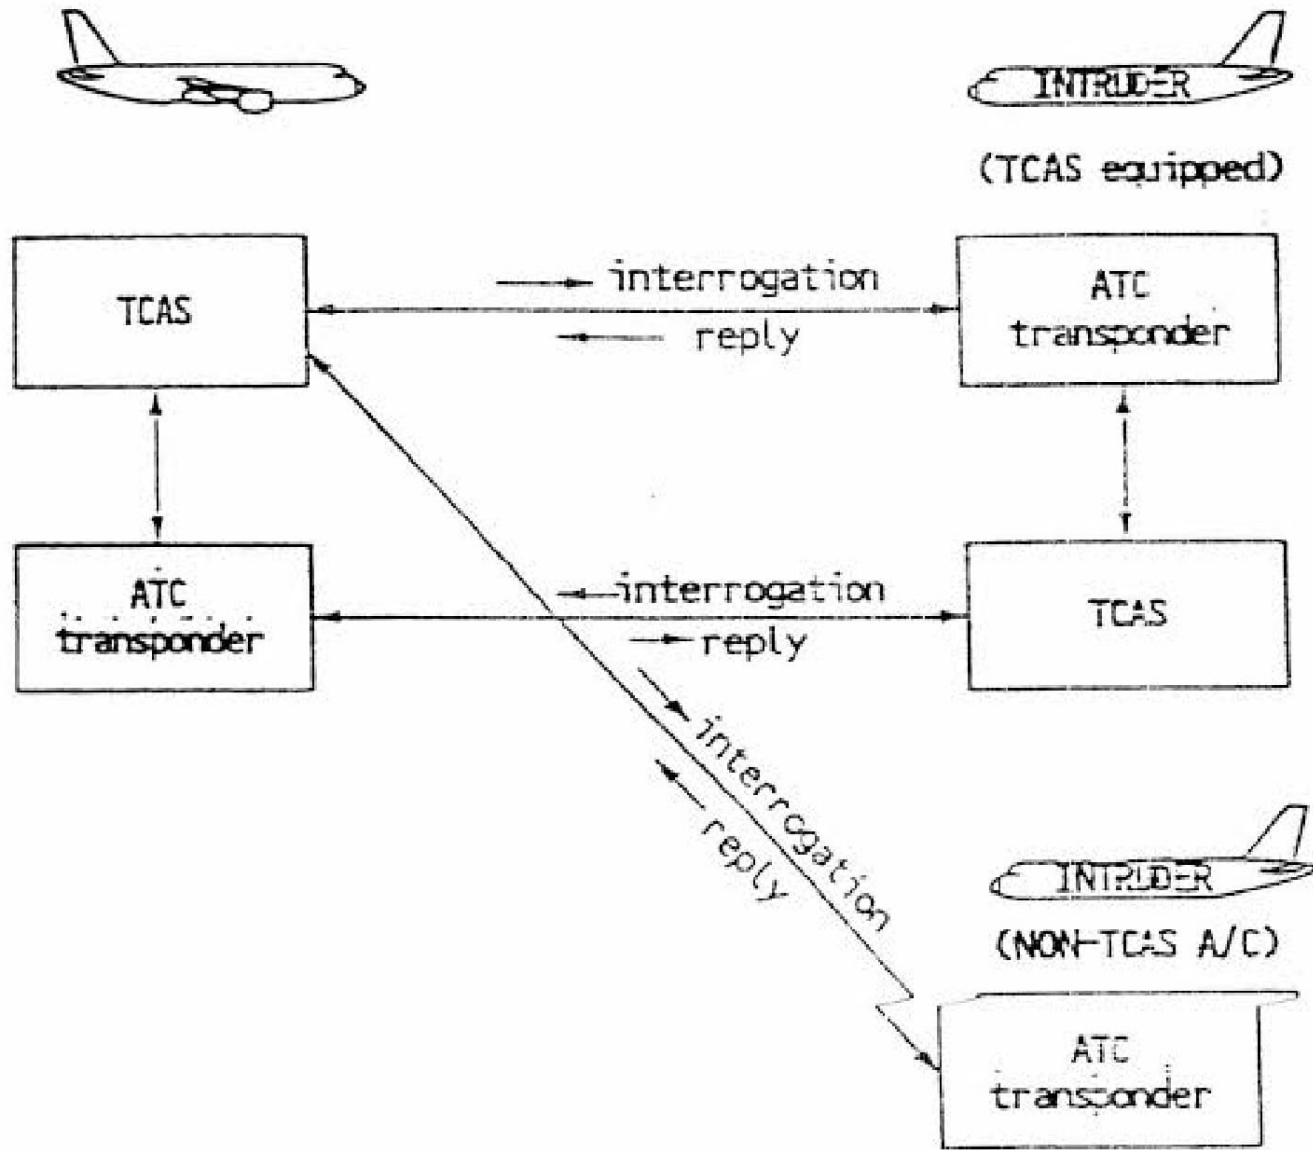 INTRUDER
(TCAS equipped)
TCAS
interrogation
reply
ATC
transponder
ATC
transponder
interrogation
reply
TCAS
interrogation
reply
INTRUDER
(NON-TCAS A/C)
ATC
transponder